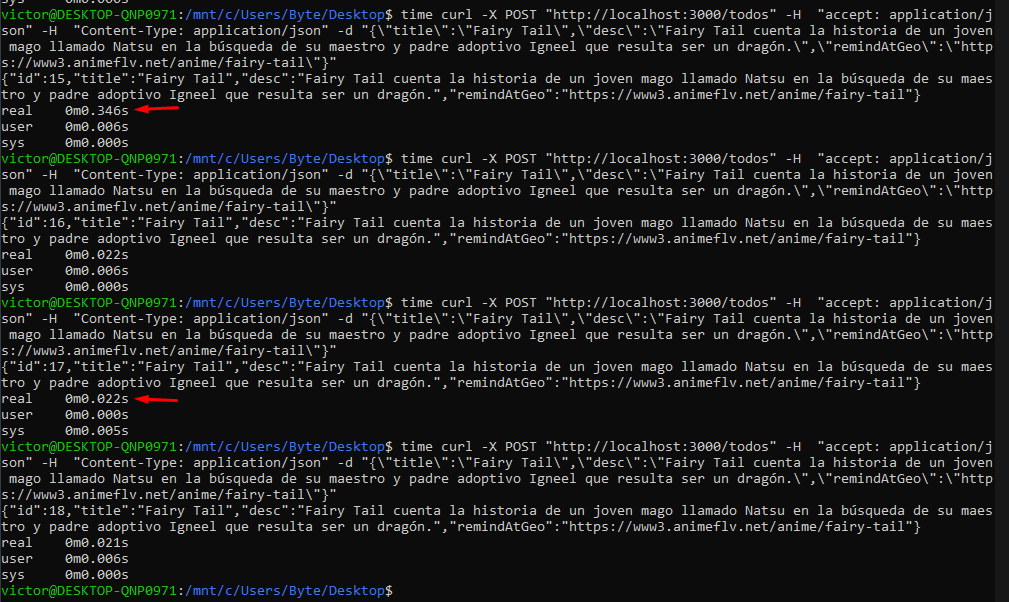 sys     0m0.000s
victor@DESKTOP-QNP0971:/mnt/c/Users/Byte/Desktop$ time curl -X POST "http://localhost:3000/todos" -H  "accept: application/j
son" -H  "Content-Type: application/json" -d "{\"title\":\"Fairy Tail\",\"desc\":\"Fairy Tail cuenta la historia de un joven
 mago llamado Natsu en la búsqueda de su maestro y padre adoptivo Igneel que resulta ser un dragón.\",\"remindAtGeo\":\"http
s://www3.animeflv.net/anime/fairy-tail\"}"
{"id":15,"title":"Fairy Tail","desc":"Fairy Tail cuenta la historia de un joven mago llamado Natsu en la búsqueda de su maes
tro y padre adoptivo Igneel que resulta ser un dragón.","remindAtGeo":"https://www3.animeflv.net/anime/fairy-tail"}
real    0m0.346s
user    0m0.006s
sys     0m0.000s
victor@DESKTOP-QNP0971:/mnt/c/Users/Byte/Desktop$ time curl -X POST "http://localhost:3000/todos" -H  "accept: application/j
son" -H  "Content-Type: application/json" -d "{\"title\":\"Fairy Tail\",\"desc\":\"Fairy Tail cuenta la historia de un joven
 mago llamado Natsu en la búsqueda de su maestro y padre adoptivo Igneel que resulta ser un dragón.\",\"remindAtGeo\":\"http
s://www3.animeflv.net/anime/fairy-tail\"}"
{"id":16,"title":"Fairy Tail","desc":"Fairy Tail cuenta la historia de un joven mago llamado Natsu en la búsqueda de su maes
tro y padre adoptivo Igneel que resulta ser un dragón.","remindAtGeo":"https://www3.animeflv.net/anime/fairy-tail"}
real    0m0.022s
user    0m0.006s
sys     0m0.000s
victor@DESKTOP-QNP0971:/mnt/c/Users/Byte/Desktop$ time curl -X POST "http://localhost:3000/todos" -H  "accept: application/j
son" -H  "Content-Type: application/json" -d "{\"title\":\"Fairy Tail\",\"desc\":\"Fairy Tail cuenta la historia de un joven
 mago llamado Natsu en la búsqueda de su maestro y padre adoptivo Igneel que resulta ser un dragón.\",\"remindAtGeo\":\"http
s://www3.animeflv.net/anime/fairy-tail\"}"
{"id":17,"title":"Fairy Tail","desc":"Fairy Tail cuenta la historia de un joven mago llamado Natsu en la búsqueda de su maes
tro y padre adoptivo Igneel que resulta ser un dragón.","remindAtGeo":"https://www3.animeflv.net/anime/fairy-tail"}
real    0m0.022s
user    0m0.000s
sys     0m0.005s
victor@DESKTOP-QNP0971:/mnt/c/Users/Byte/Desktop$ time curl -X POST "http://localhost:3000/todos" -H  "accept: application/j
son" -H  "Content-Type: application/json" -d "{\"title\":\"Fairy Tail\",\"desc\":\"Fairy Tail cuenta la historia de un joven
 mago llamado Natsu en la búsqueda de su maestro y padre adoptivo Igneel que resulta ser un dragón.\",\"remindAtGeo\":\"http
s://www3.animeflv.net/anime/fairy-tail\"}"
{"id":18,"title":"Fairy Tail","desc":"Fairy Tail cuenta la historia de un joven mago llamado Natsu en la búsqueda de su maes
tro y padre adoptivo Igneel que resulta ser un dragón.","remindAtGeo":"https://www3.animeflv.net/anime/fairy-tail"}
real    0m0.021s
user    0m0.006s
sys     0m0.000s
victor@DESKTOP-QNP0971:/mnt/c/Users/Byte/Desktop$